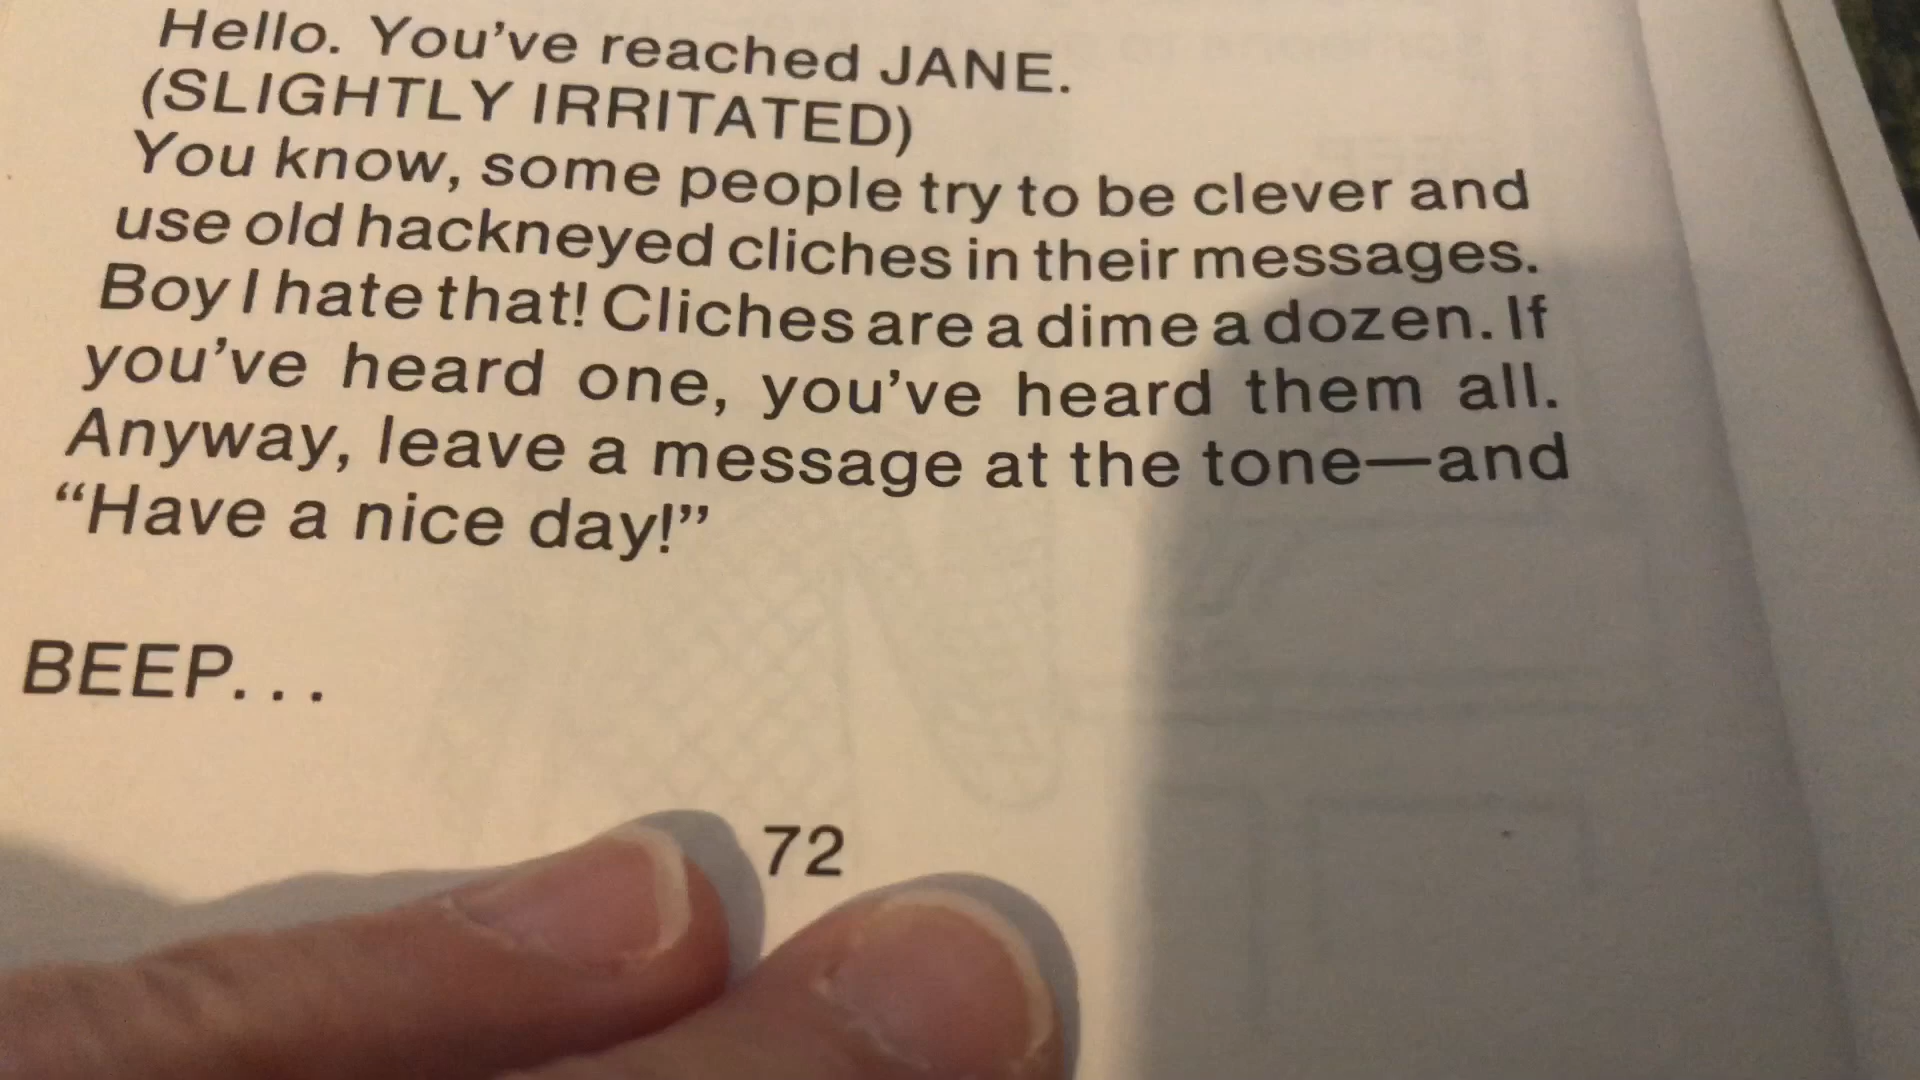 Hello. You've reached JANE.
(SLIGHTLY IRRITATED)
You know, some people try to be clever and
use old hackneyed cliches in their messages.
Boy I hate that! Cliches are a dime a dozen. If
you've heard one, you've heard them all.
Anyway, leave a message at the tone—and
“Have a nice day!”
BEEP...
72